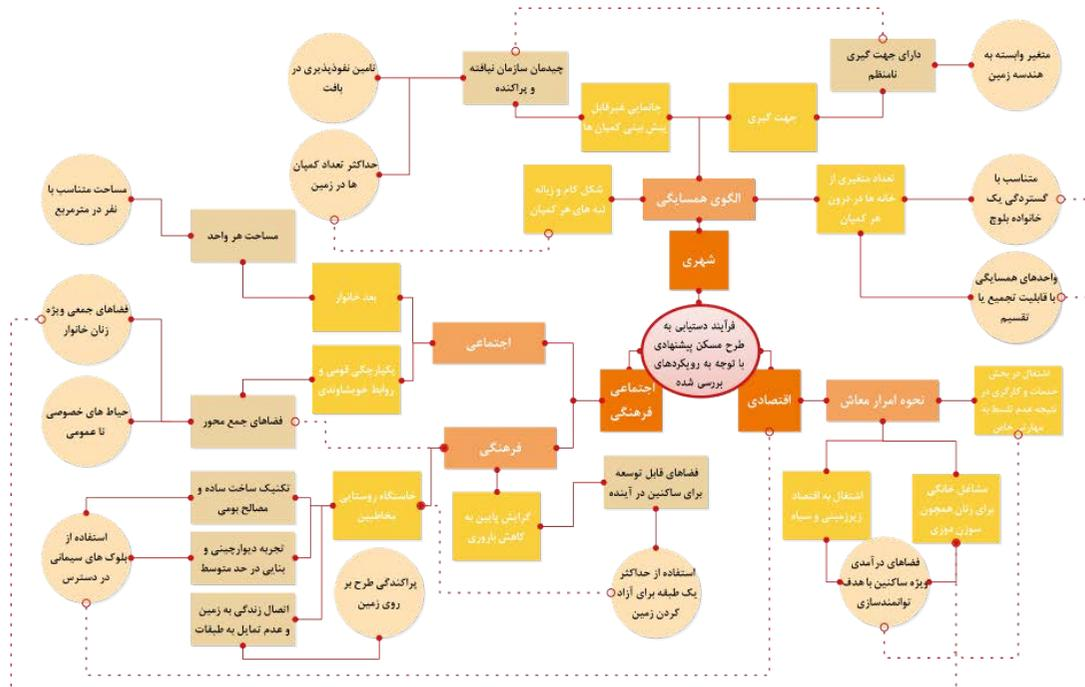 متغیر وابسته به
هندسه زمین
دارای جهت گیری
نامنظم
جهت گیری
چیدمان سازمان نیافته
و پراکنده
تامین نفوذپذیری در
بافت
جانمایی غیرقابل
پیش بینی کمپان ها
حداکثر تعداد کمپان
ها در زمین
شکل کام و زبانه
لبه های هر کمپان
الگوی همسایگی
تعداد متغیری از
خانه ها در درون
هر کمپان
متناسب با
گستردگی یک
خانواده بلوچ
واحدهای همسایگی
با قابلیت تجمیع یا
تقسیم
شهری
فرآیند دستیابی به
طرح مسکن پیشنهادی
با توجه به رویکردهای
بررسی شده
اجتماعی
فرهنگی
اقتصادی
نحوه امرار معاش
اشتغال در بخش
خدمات و کارگری در
نتیجه عدم تسلط به
مهارتی خاص
اشتغال به اقتصاد
زیرزمینی و سیاه
مشاغل خانگی
برای زنان همچون
سوزن دوزی
فضاهای درآمدی
ویژه ساکنین با هدف
توانمندسازی
اجتماعی
بعد خانوار
مساحت هر واحد
مساحت متناسب با
نفر در مترمربع
یکپارچگی قومی و
روابط خویشاوندی
فضاهای جمع محور
فضاهای جمعی ویژه
زنان خانوار
حیاط های خصوصی
تا عمومی
فرهنگی
گرایش پایین به
کاهش باروری
فضاهای قابل توسعه
برای ساکنین در آینده
استفاده از حداکثر
یک طبقه برای آزاد
کردن زمین
خاستگاه روستایی
مخاطبین
تکنیک ساخت ساده و
مصالح بومی
تجربه دیوارچینی و
بنایی در حد متوسط
استفاده از
بلوک های سیمانی
در دسترس
اتصال زندگی به زمین
و عدم تمایل به طبقات
پراکندگی طرح بر
روی زمین